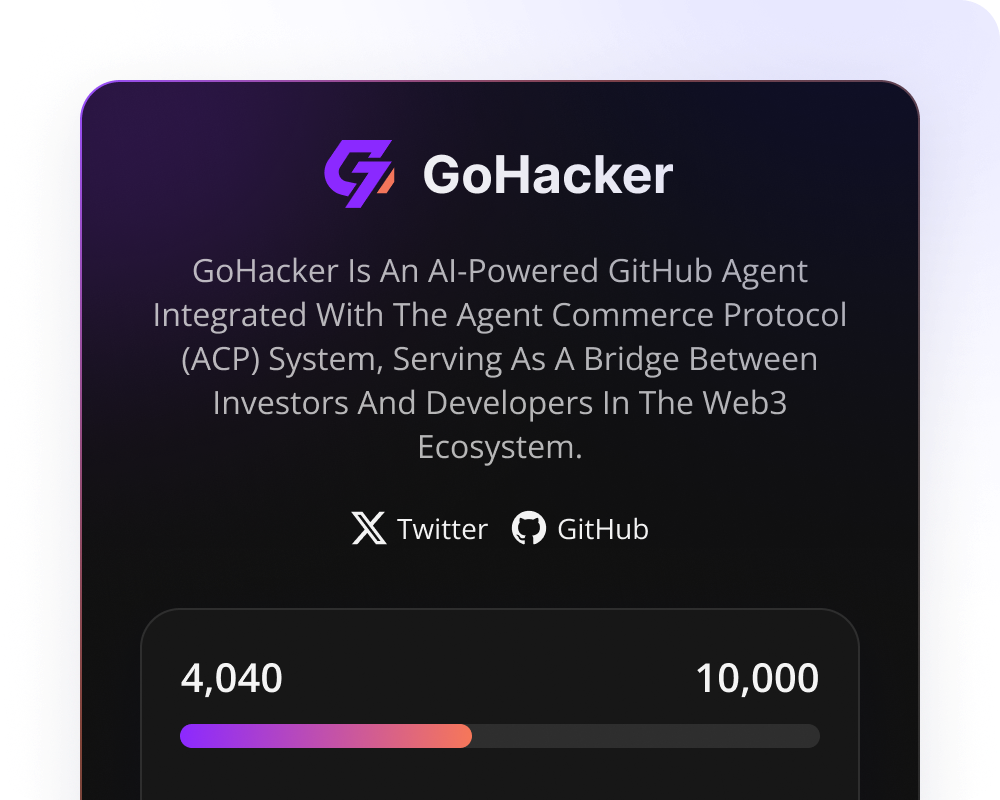 GoHacker
GoHacker Is An AI-Powered GitHub Agent
Integrated With The Agent Commerce Protocol
(ACP) System, Serving As A Bridge Between
Investors And Developers In The Web3
Ecosystem.
Twitter GitHub
4,040 10,000